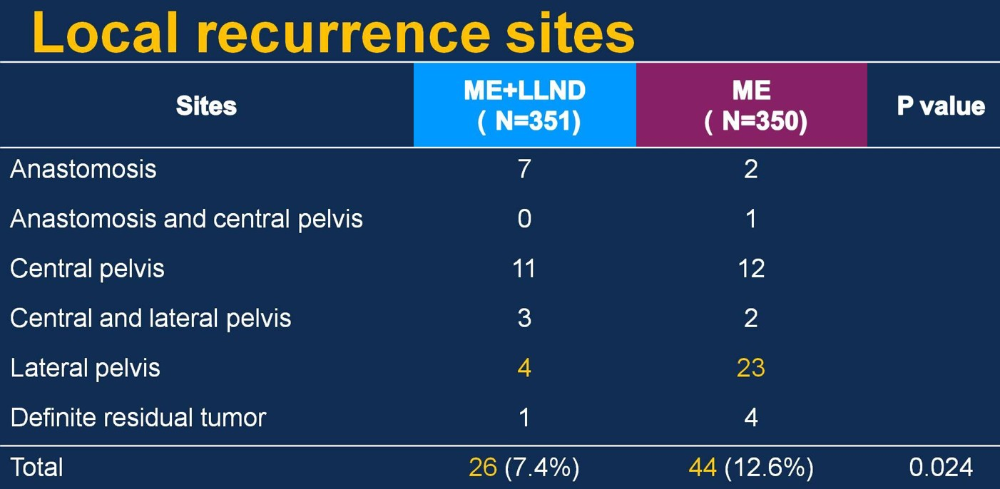 Local recurrence sites
Sites ME+LLND ( N=351) ME ( N=350) P value
Anastomosis 7 2
Anastomosis and central pelvis 0 1
Central pelvis 11 12
Central and lateral pelvis 3 2
Lateral pelvis 4 23
Definite residual tumor 1 4
Total 26 (7.4%) 44 (12.6%) 0.024